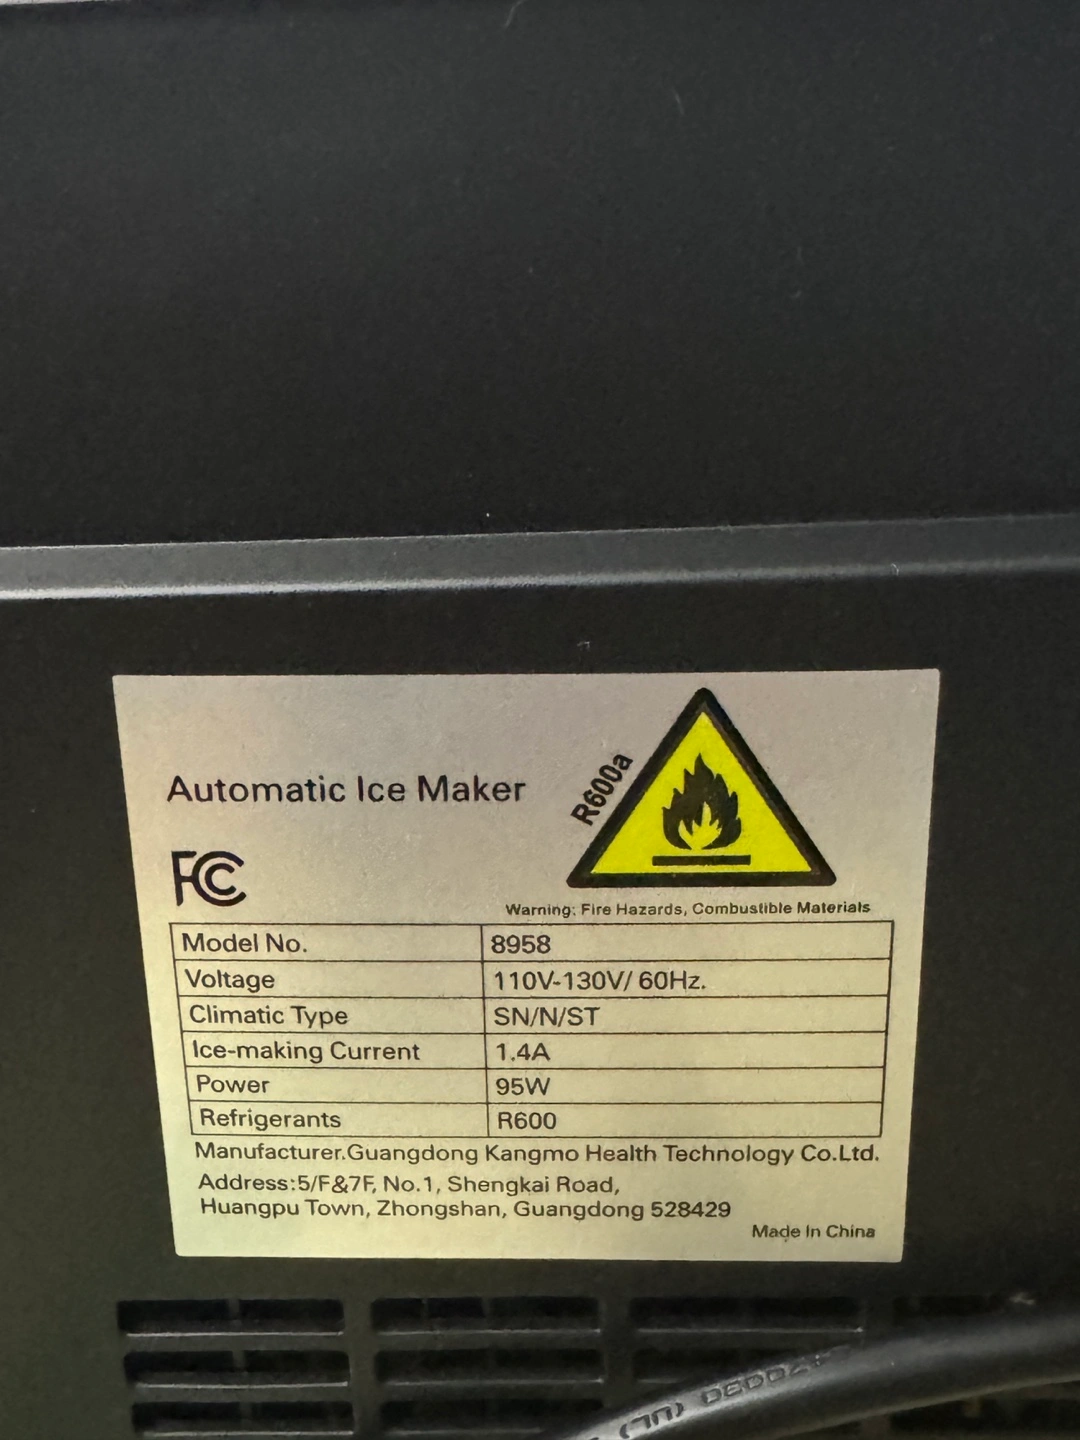 Automatic Ice Maker
R600a
FC
Warning: Fire Hazards, Combustible Materials
Model No. 8958
Voltage 110V-130V/ 60Hz.
Climatic Type SN/N/ST
Ice-making Current 1.4A
Power 95W
Refrigerants R600
Manufacturer.Guangdong Kangmo Health Technology Co.Ltd.
Address:5/F&7F, No.1, Shengkai Road,
Huangpu Town, Zhongshan, Guangdong 528429
Made In China